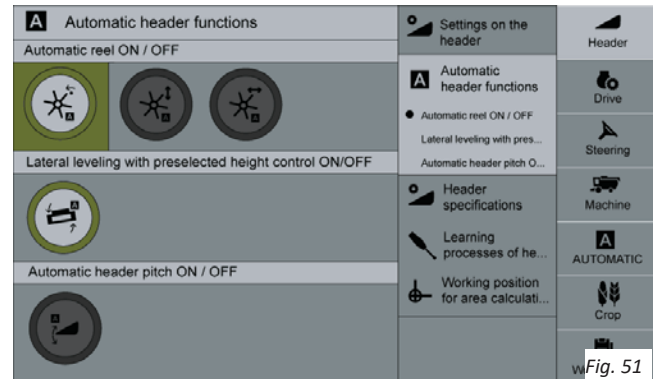 A Automatic header functions
Automatic reel ON / OFF
A
A
A
Lateral leveling with preselected height control ON/OFF
A
Automatic header pitch ON / OFF
A
Settings on the
header
A Automatic
header functions
Automatic reel ON / OFF
Lateral leveling with pres...
Automatic header pitch O...
Header
specifications
Learning
processes of he...
Working position
for area calculati...
Header
Drive
Steering
Machine
A
AUTOMATIC
Crop
Fig. 51